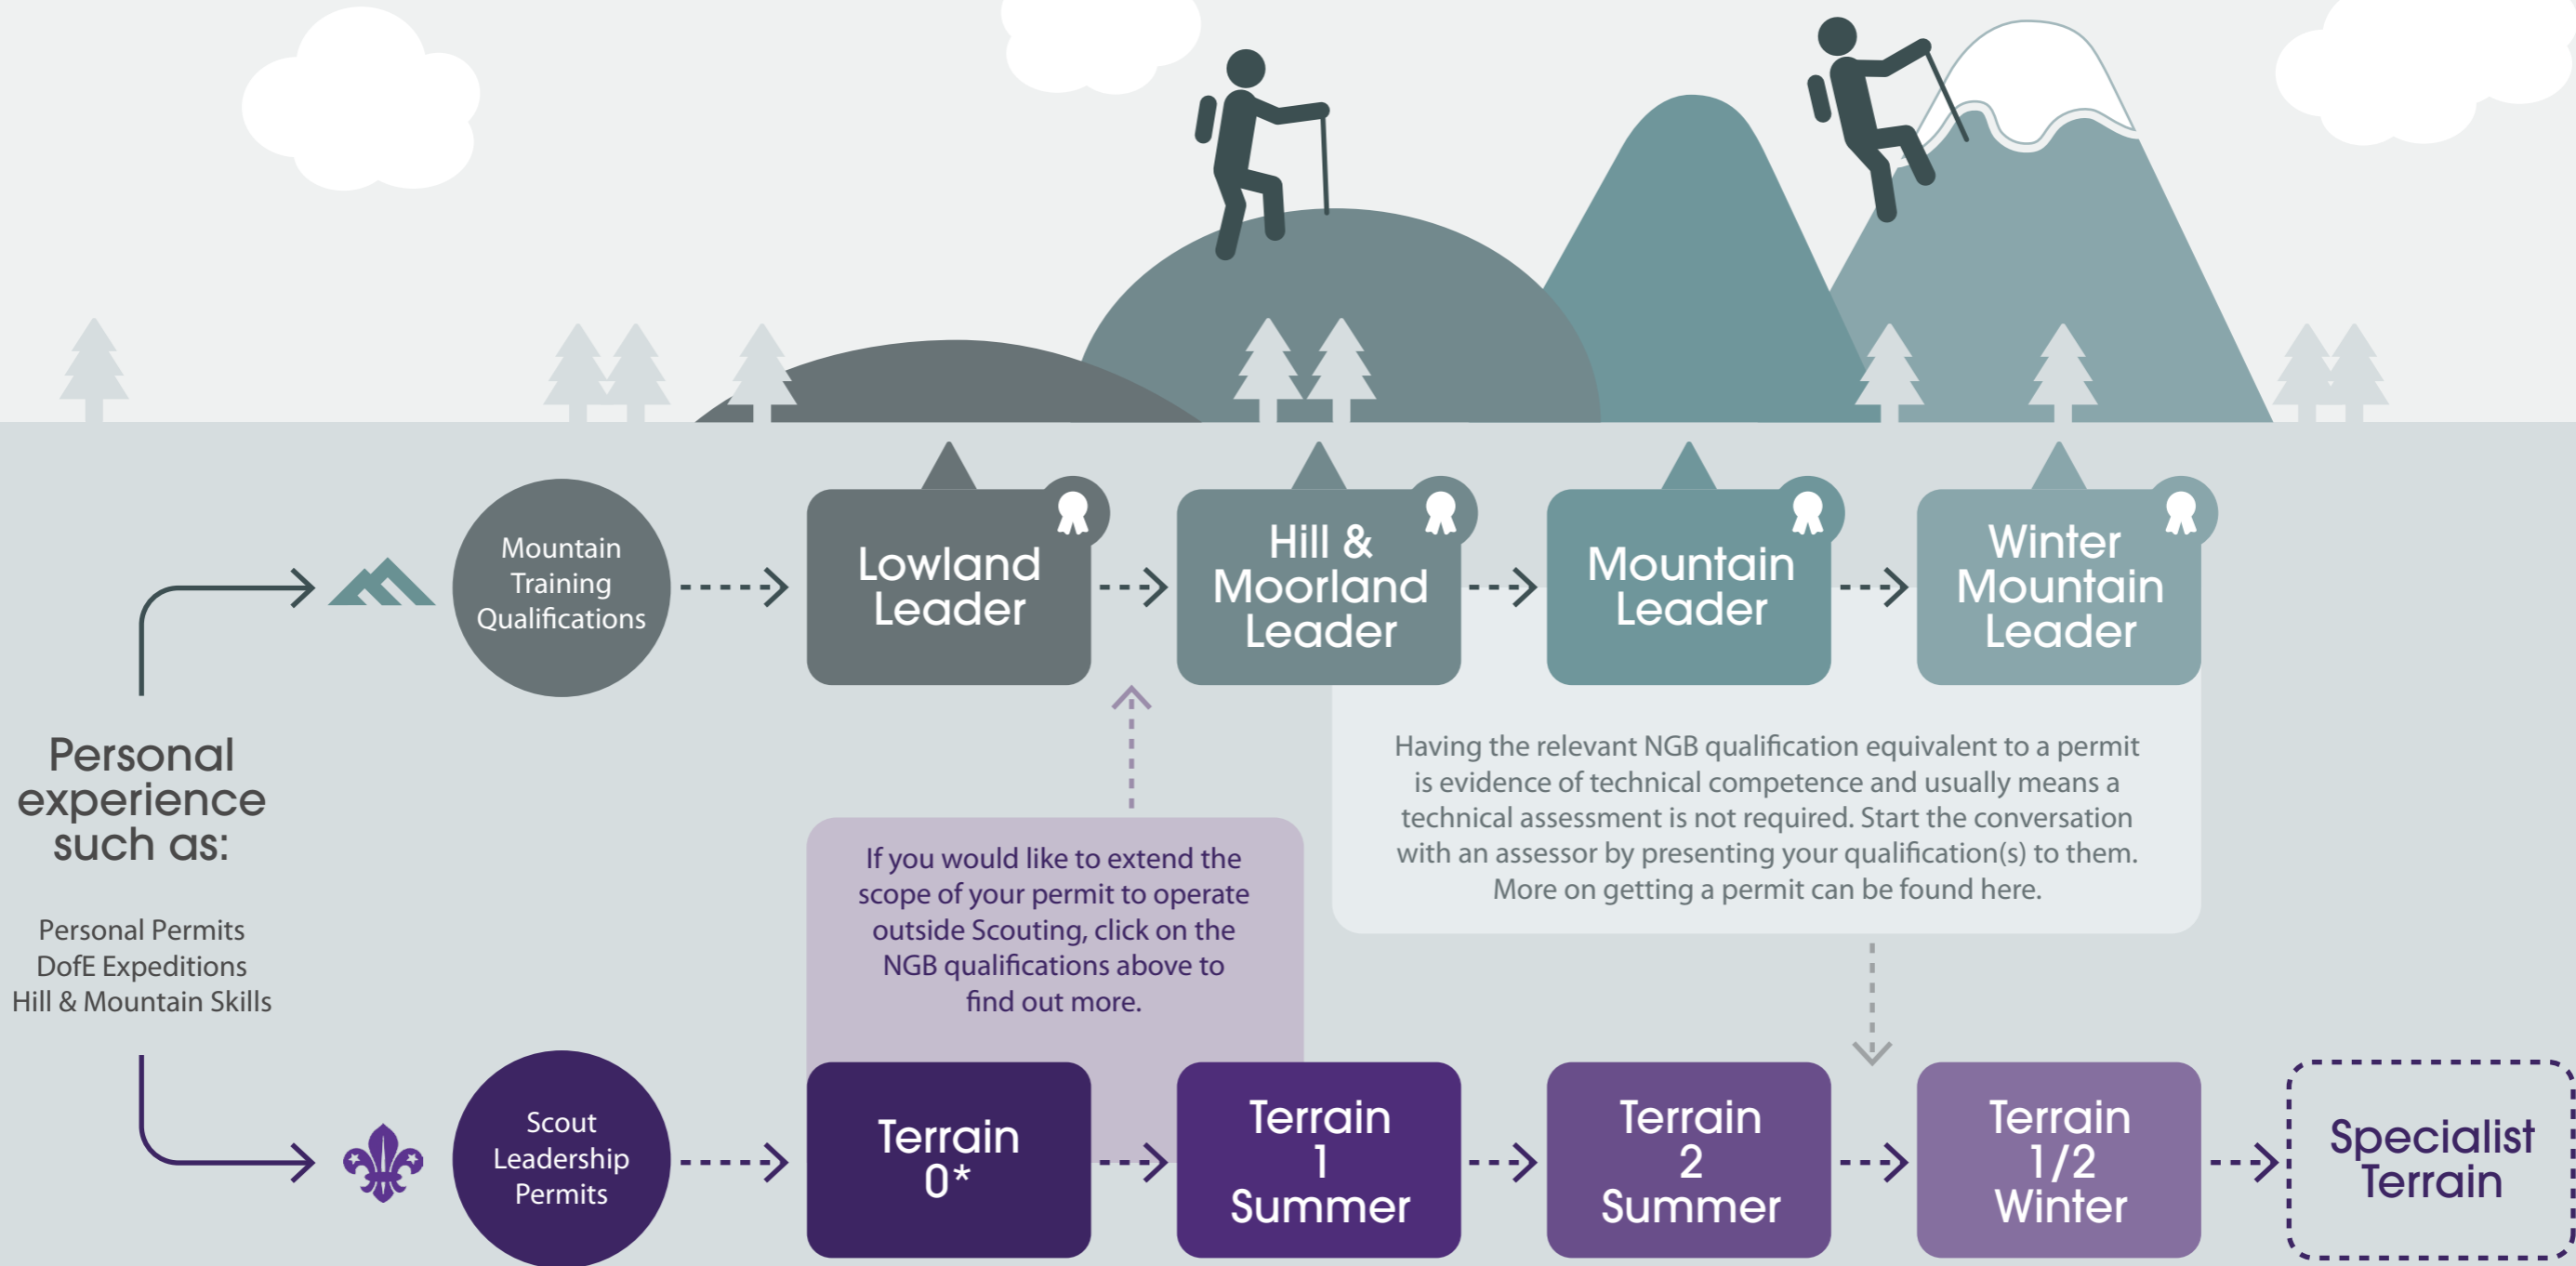 Mountain
Training
Qualifications
Lowland
Leader
Hill &
Moorland
Leader
Mountain
Leader
Winter
Mountain
Leader
Personal
experience
such as:
Personal Permits
DofE Expeditions
Hill & Mountain Skills
Having the relevant NGB qualification equivalent to a permit
is evidence of technical competence and usually means a
technical assessment is not required. Start the conversation
with an assessor by presenting your qualification(s) to them.
More on getting a permit can be found here.
If you would like to extend the
scope of your permit to operate
outside Scouting, click on the
NGB qualifications above to
find out more.
Scout
Leadership
Permits
Terrain
0*
Terrain
1
Summer
Terrain
2
Summer
Terrain
1/2
Winter
Specialist
Terrain